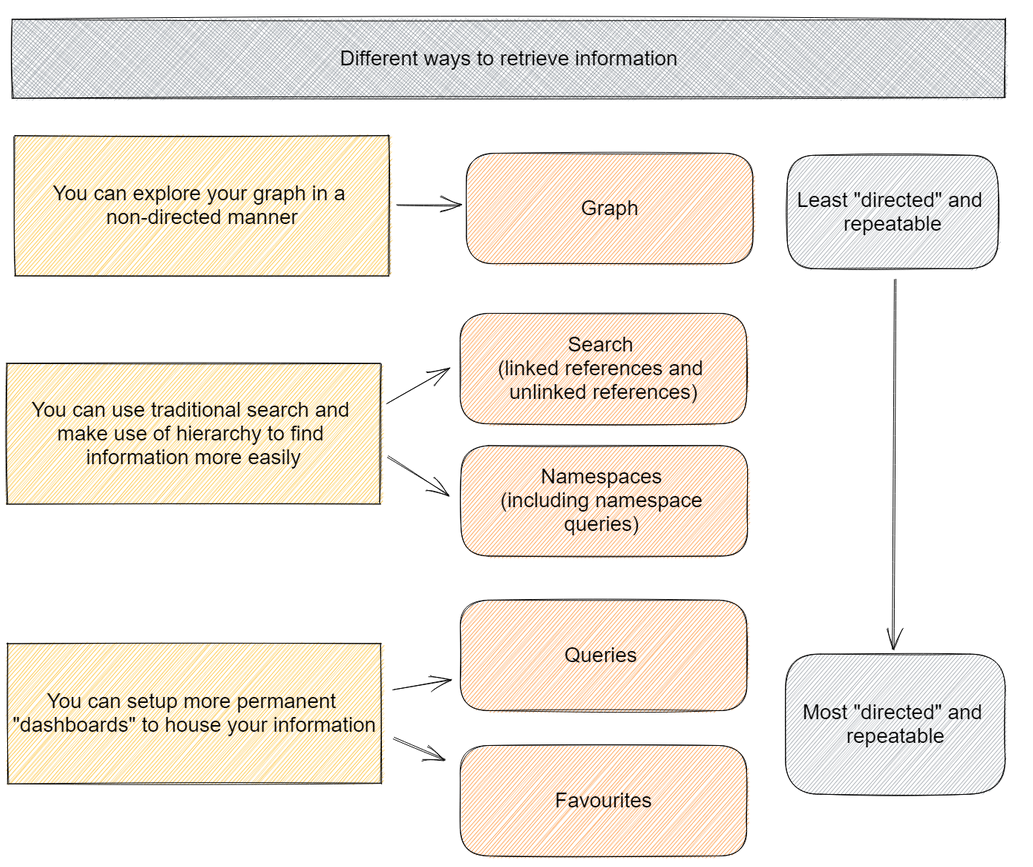 Different ways to retrieve information
You can explore your graph in a
non-directed manner
Graph
Least "directed" and
repeatable
You can use traditional search and
make use of hierarchy to find
information more easily
Search
(linked references and
unlinked references)
Namespaces
(including namespace
queries)
You can setup more permanent
"dashboards" to house your information
Queries
Favourites
Most "directed" and
repeatable